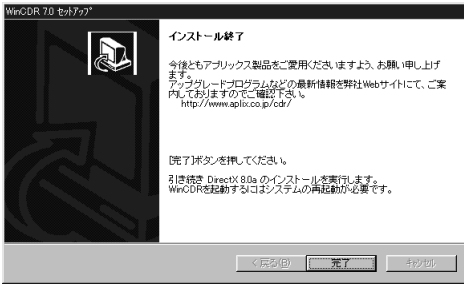 WinCDR 7.0 セットアップ
インストール終了
今後ともアプリックス製品をご愛用くださいますよう、お願い申し上げ
ます。
アップグレードプログラムなどの最新情報を弊社Webサイトにて、ご案
内しておりますのでご確認下さい。
http://www.aplix.co.jp/cdr/
[完了]ボタンを押してください。
引き続き DirectX 8.0a のインストールを実行します。
WinCDRを起動するにはシステムの再起動が必要です。
< 戻る(B)
完了
キャンセル